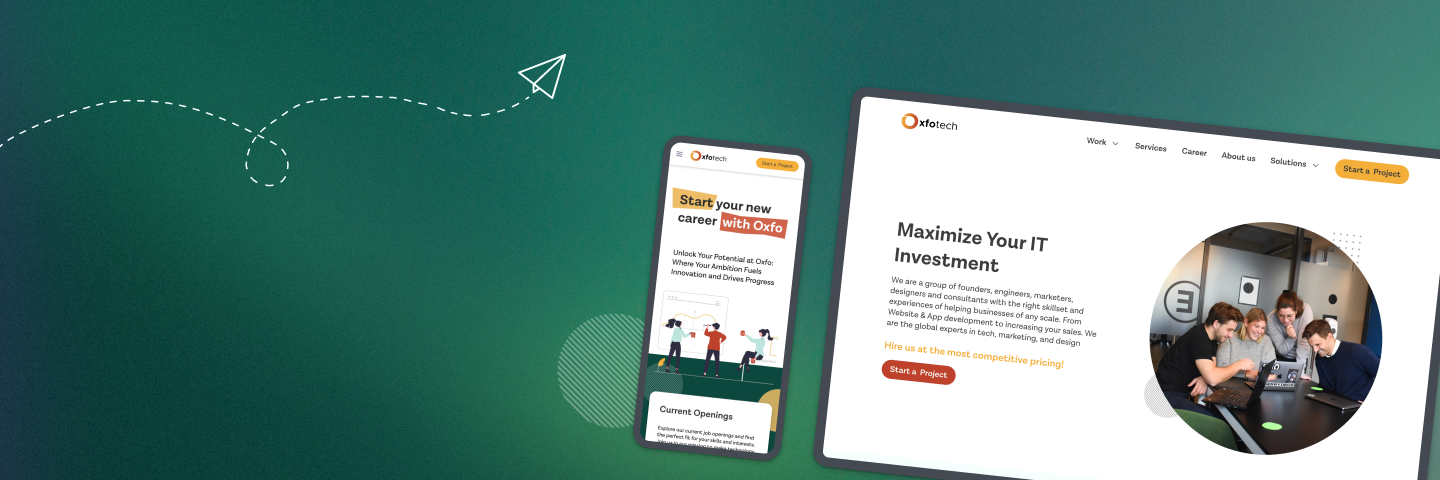 Oxfotech
Start a Project
Start your new
career with Oxfo
Unlock Your Potential at Oxfo:
Where Your Ambition Fuels
Innovation and Drives Progress
Current Openings
Explore our current job openings and find
the perfect fit for your skills and interests.
Oxfotech
Work
Services
Career
About us
Solutions
Start a Project
Maximize Your IT
Investment
We are a group of founders, engineers, marketers,
designers and consultants with the right skillset and
experiences of helping businesses of any scale. From
Website & App development to increasing your sales. We
are the global experts in tech, marketing, and design
Hire us at the most competitive pricing!
Start a Project